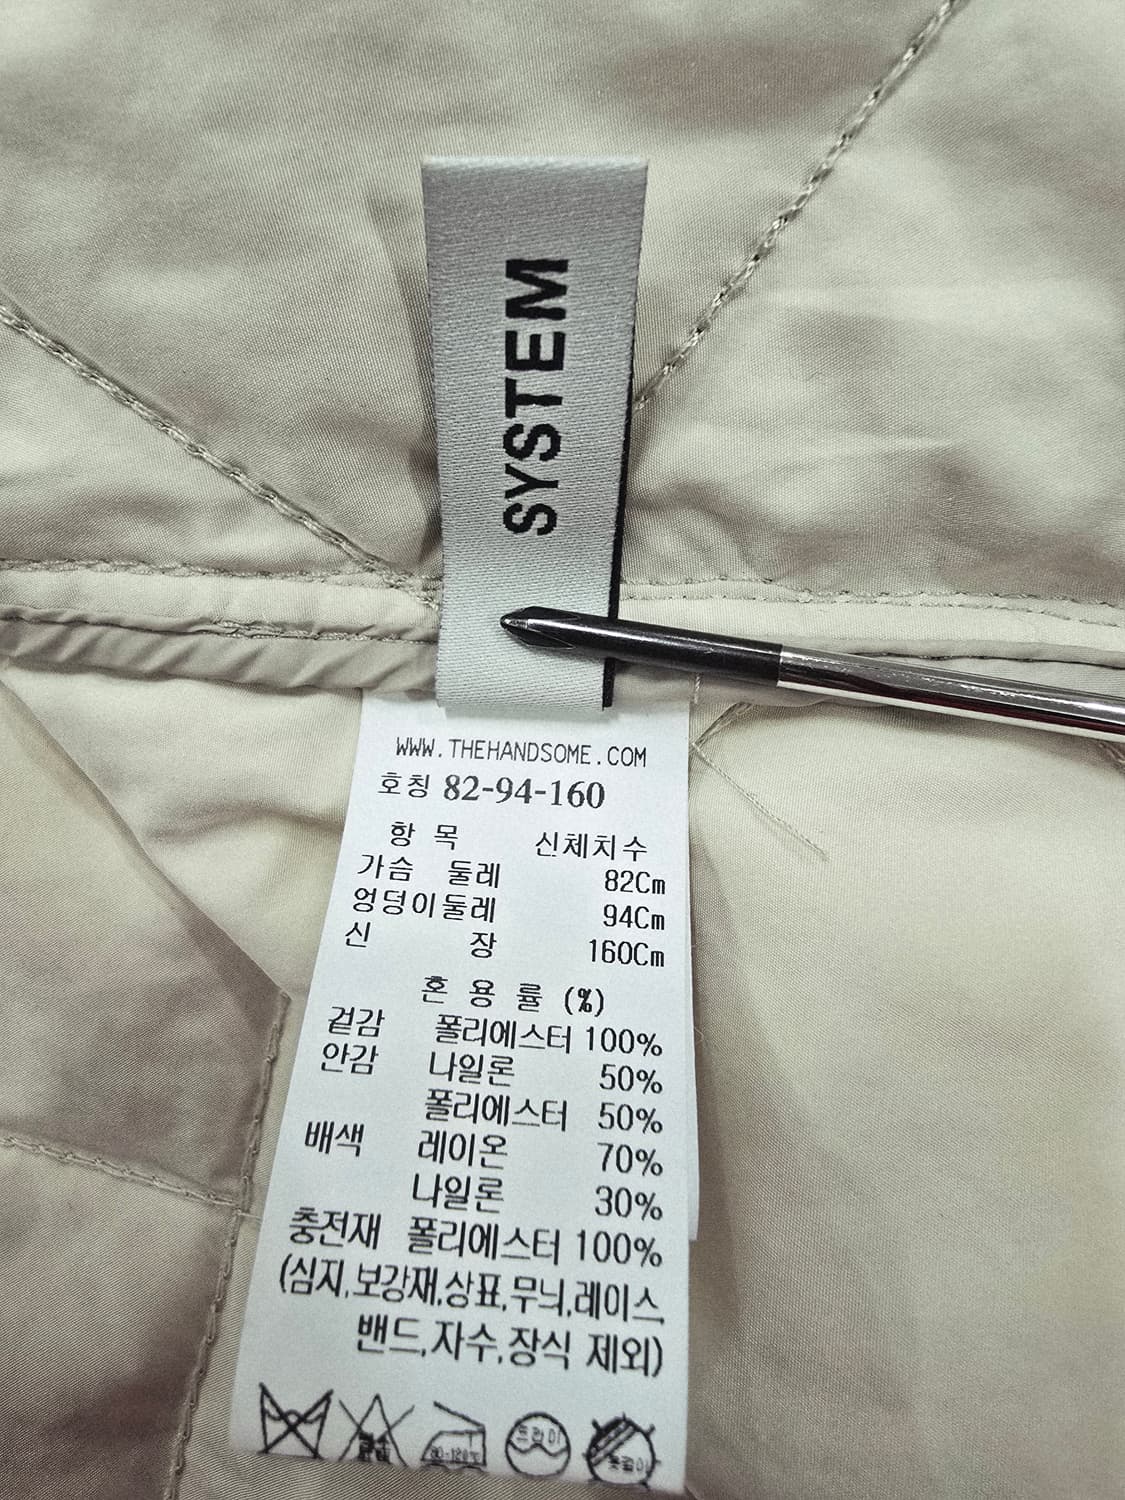 SYSTEM
WWW.THEHANDSOME.COM
호칭 82-94-160
항 목 신체치수
가슴 둘레 82Cm
엉덩이둘레 94Cm
신 장 160Cm
혼 용 률 (%)
겉감 폴리에스터 100%
안감 나일론 50%
폴리에스터 50%
배색 레이온 70%
나일론 30%
충전재 폴리에스터 100%
(심지,보강재,상표,무늬,레이스,
밴드,자수,장식 제외)
드라이